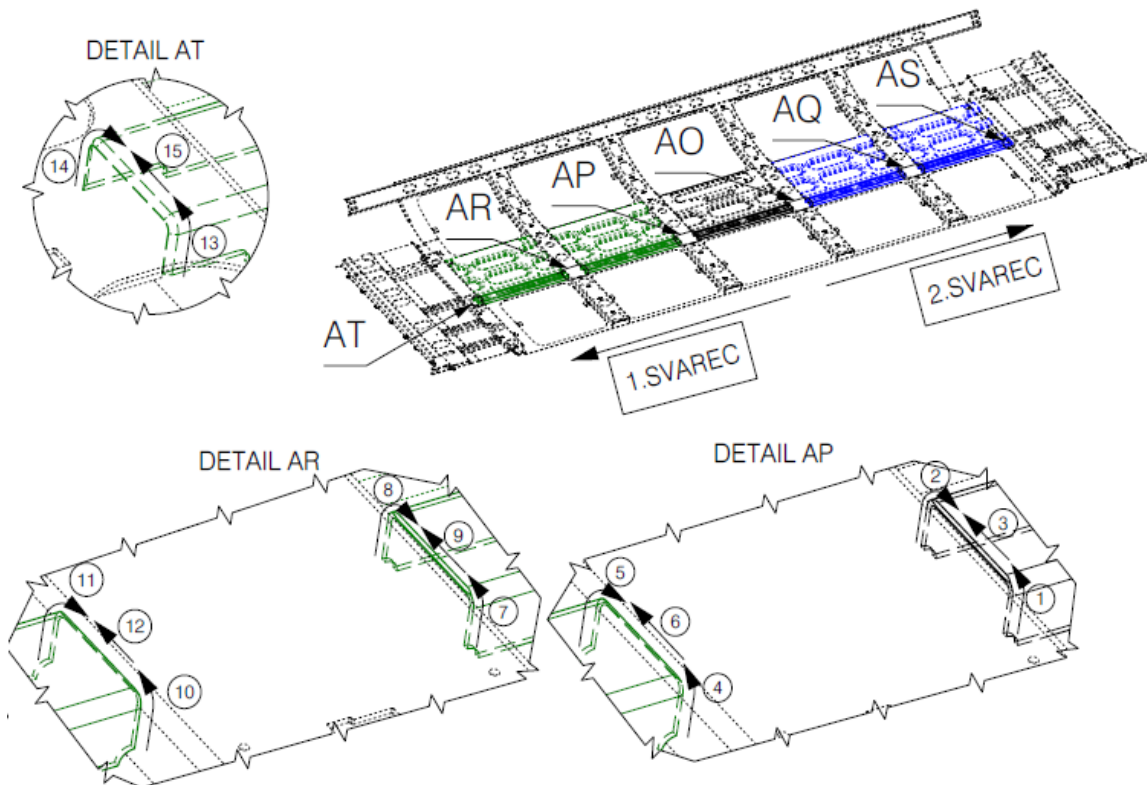 DETAIL AT
14
15
13
AS
AQ
AO
AP
AR
AT
2.SVAREC
1.SVAREC
DETAIL AR
8
9
7
11
12
10
DETAIL AP
2
3
1
5
6
4